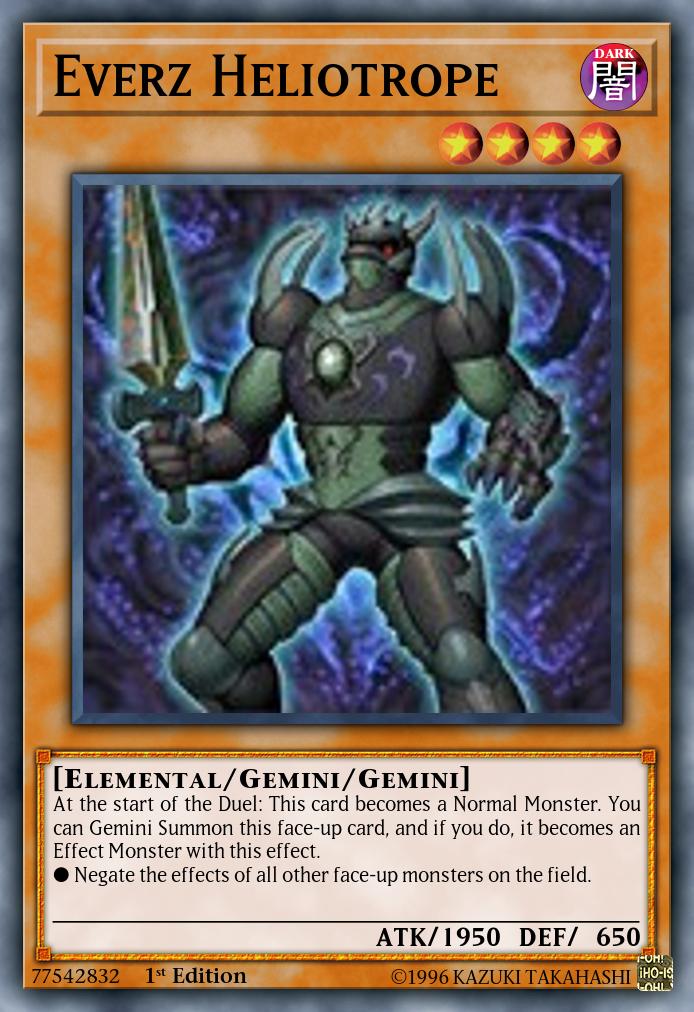 Everz Heliotrope
DARK
闇
[Elemental/Gemini/Gemini]
At the start of the Duel: This card becomes a Normal Monster. You
can Gemini Summon this face-up card, and if you do, it becomes an
Effect Monster with this effect.
● Negate the effects of all other face-up monsters on the field.
ATK/1950 DEF/ 650
77542832 1st Edition ©1996 KAZUKI TAKAHASHI